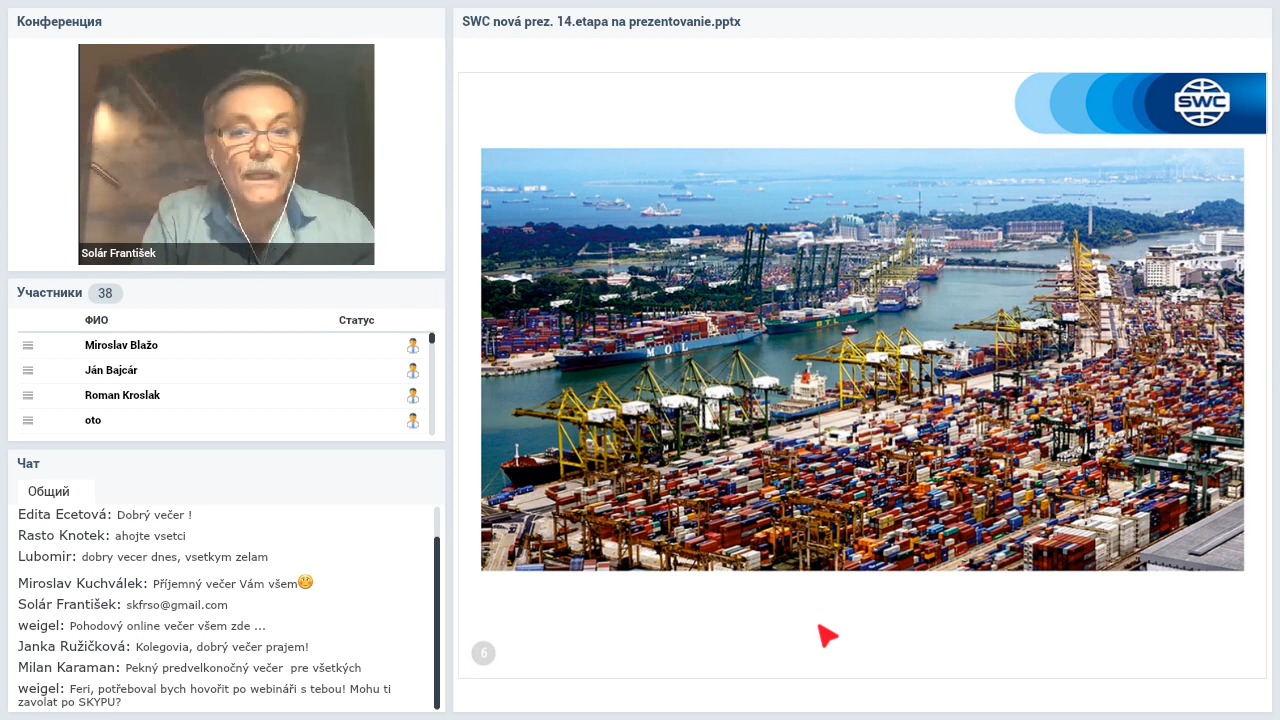 Конференция
Solár František
Участники 38
ФИО Статус
Miroslav Blažo
Ján Bajcár
Roman Kroslak
oto
Чат
Общий
Edita Ecetová: Dobrý večer !
Rasto Knotek: ahojte vsetci
Lubomir: dobry vecer dnes, vsetkym zelam
Miroslav Kuchválek: Příjemný večer Vám všem
Solár František: skfrso@gmail.com
weigel: Pohodový online večer všem zde ...
Janka Ružičková: Kolegovia, dobrý večer prajem!
Milan Karaman: Pekný predvelkonočný večer  pre všetkých
weigel: Feri, potřeboval bych hovořit po webináři s tebou! Mohu ti
zavolat po SKYPU?
SWC nová prez. 14.etapa na prezentovanie.pptx
SWC
MOL
6